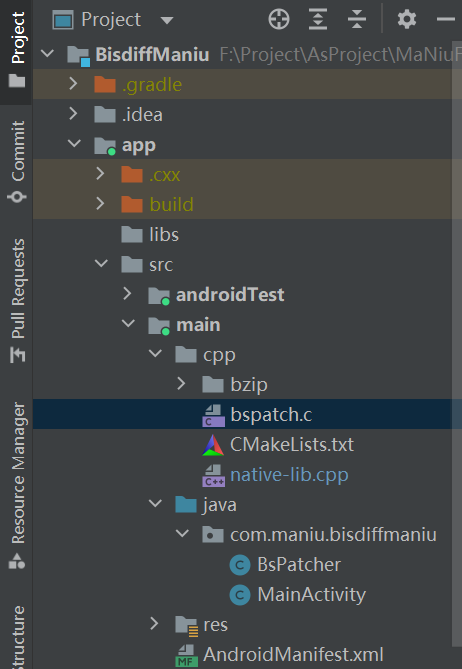 Project
BisdiffManiu F:\Project\AsProject\MaNiuF
.gradle
.idea
app
.cxx
build
libs
src
androidTest
main
cpp
bzip
bspatch.c
CMakeLists.txt
native-lib.cpp
java
com.maniu.bisdiffmaniu
BsPatcher
MainActivity
res
AndroidManifest.xml
Project
Commit
Pull Requests
Resource Manager
Structure
C
C++
C
C
MF